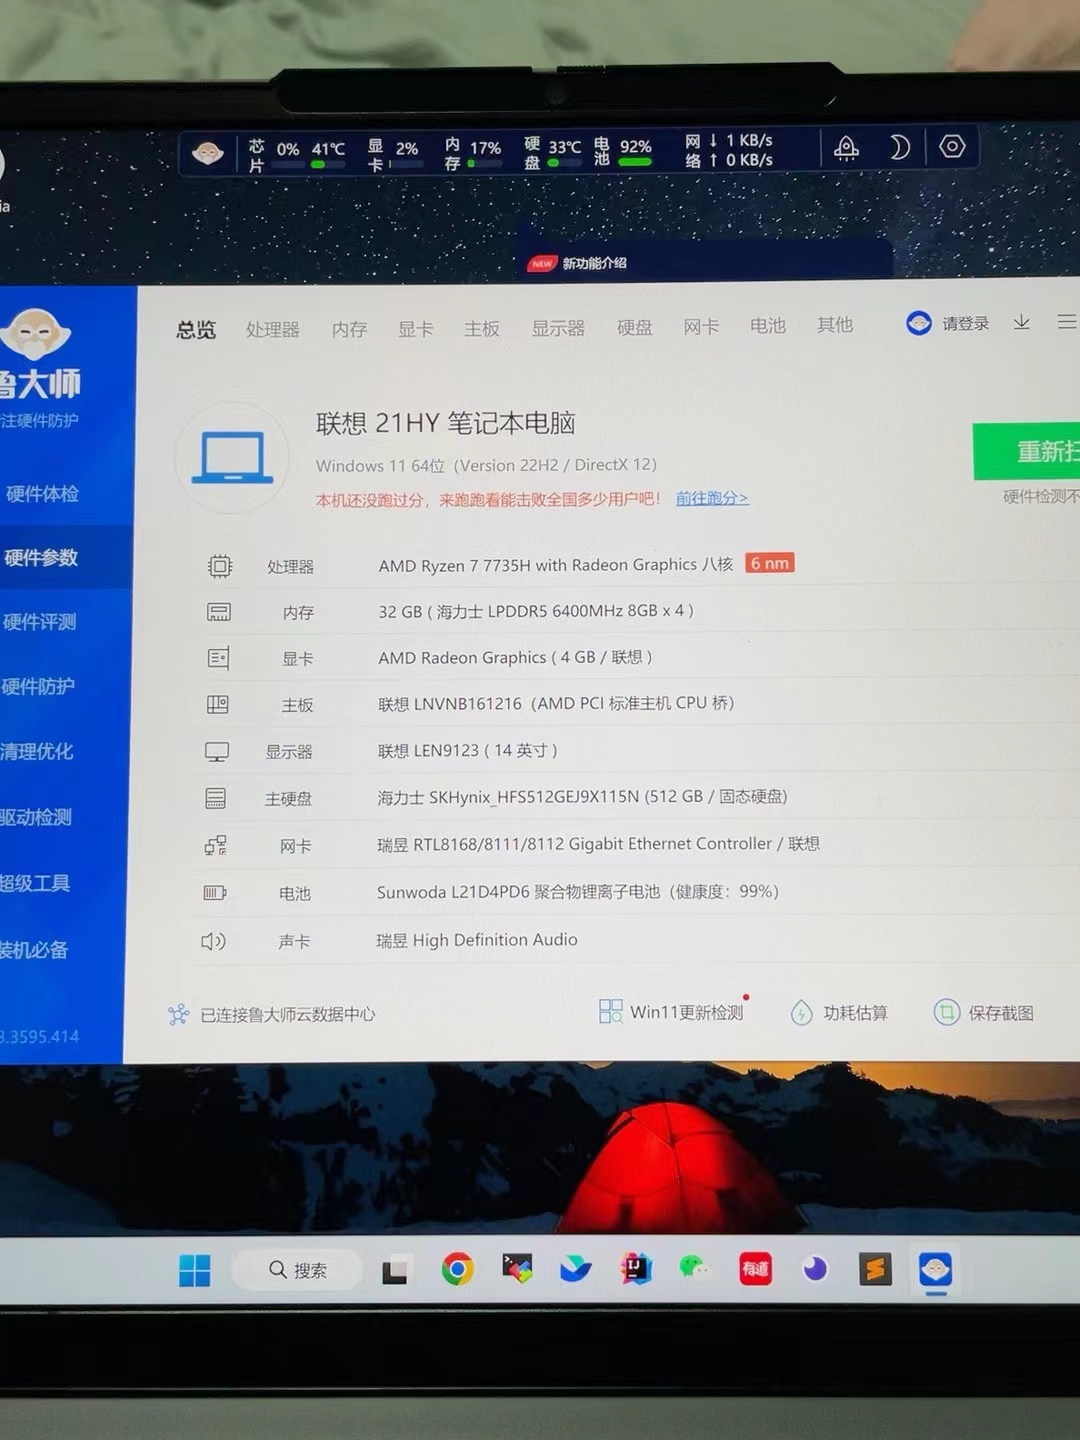 芯片 0% 41℃ 显卡 2% 内存 17% 硬盘 33℃ 电池 92% 网络 ↓ 1 KB/s ↑ 0 KB/s
ia
NEW 新功能介绍
总览 处理器 内存 显卡 主板 显示器 硬盘 网卡 电池 其他 请登录
鲁大师
注硬件防护
联想 21HY 笔记本电脑
Windows 11 64位（Version 22H2 / DirectX 12）
本机还没跑过分，来跑跑看能击败全国多少用户吧！ 前往跑分>
重新扫
硬件检测不
硬件体检
硬件参数
硬件评测
硬件防护
清理优化
驱动检测
超级工具
装机必备
3.3595.414
处理器 AMD Ryzen 7 7735H with Radeon Graphics 八核 6 nm
内存 32 GB ( 海力士 LPDDR5 6400MHz 8GB x 4 )
显卡 AMD Radeon Graphics ( 4 GB / 联想 )
主板 联想 LNVNB161216（AMD PCI 标准主机 CPU 桥）
显示器 联想 LEN9123 ( 14 英寸 )
主硬盘 海力士 SKHynix_HFS512GEJ9X115N (512 GB / 固态硬盘)
网卡 瑞昱 RTL8168/8111/8112 Gigabit Ethernet Controller / 联想
电池 Sunwoda L21D4PD6 聚合物锂离子电池（健康度：99%）
声卡 瑞昱 High Definition Audio
已连接鲁大师云数据中心 Win11更新检测 功耗估算 保存截图
搜索 IJ 有道